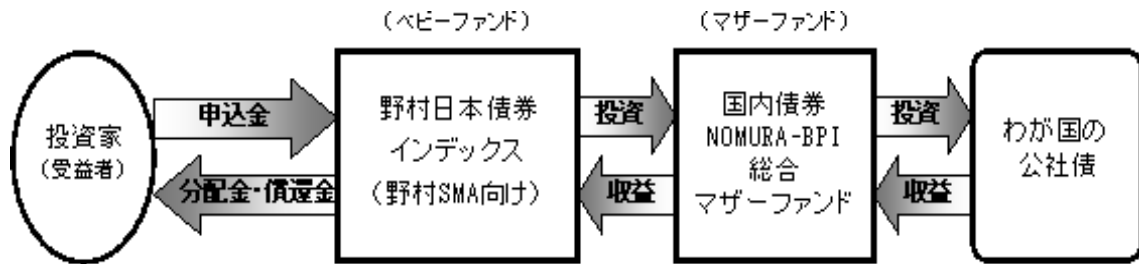 (ベビーファンド)
(マザーファンド)
投資家
(受益者)
申込金
分配金・償還金
野村日本債券
インデックス
(野村SMA向け)
投資
収益
国内債券
NOMURA-BPI
総合
マザーファンド
投資
収益
わが国の
公社債